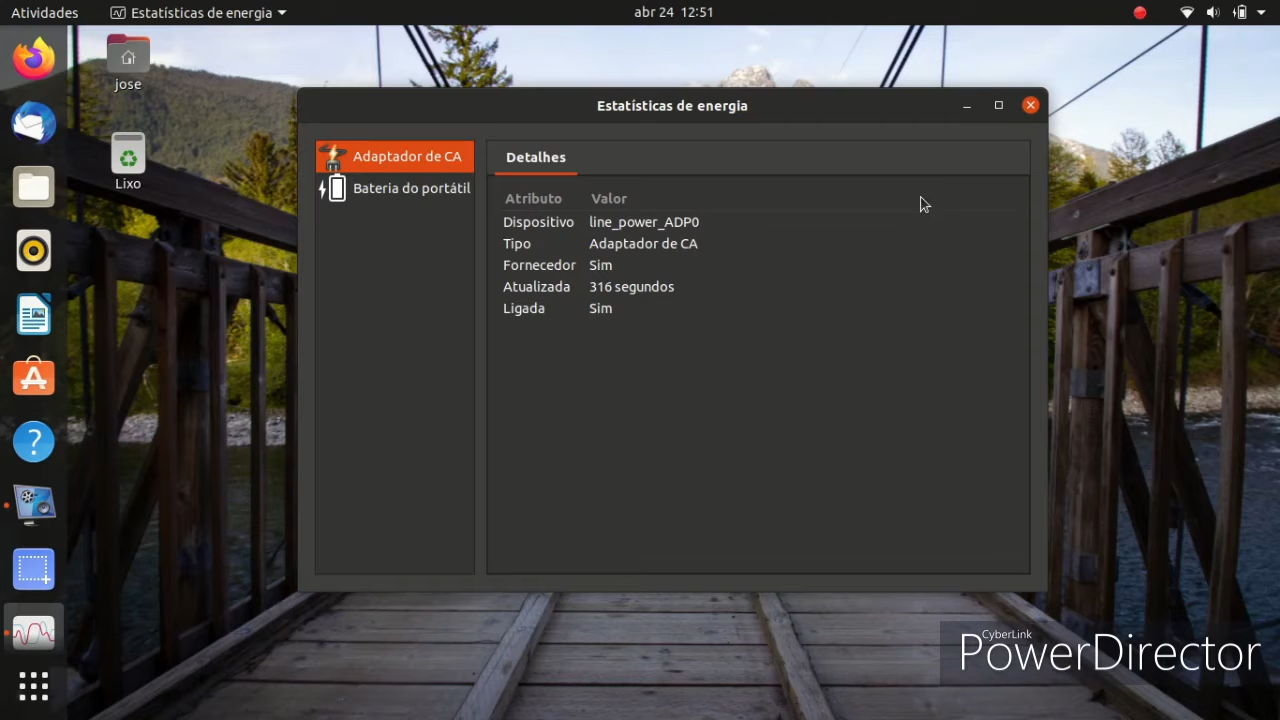 Atividades
Estatísticas de energia
abr 24 12:51
jose
Lixo
Estatísticas de energia
Adaptador de CA
Bateria do portátil
Detalhes
Atributo Valor
Dispositivo line_power_ADP0
Tipo Adaptador de CA
Fornecedor Sim
Atualizada 316 segundos
Ligada Sim
CyberLink
PowerDirector